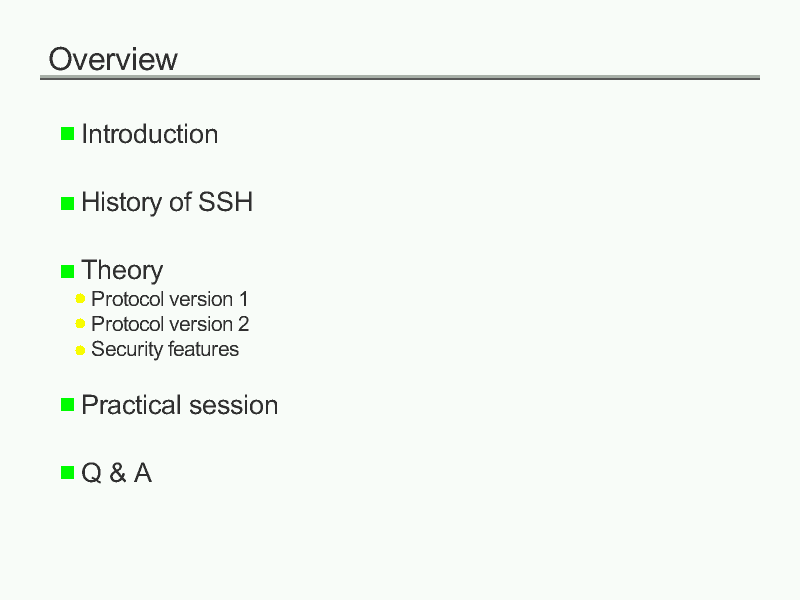 Overview
Introduction
History of SSH
Theory
Protocol version 1
Protocol version 2
Security features
Practical session
Q & A